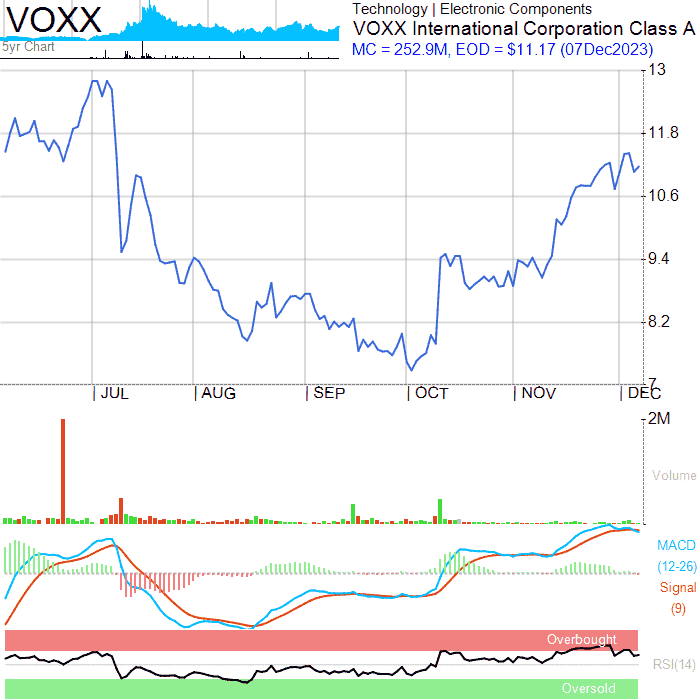 VOXX
5yr Chart
Technology | Electronic Components
VOXX International Corporation Class A
MC = 252.9M, EOD = $11.17 (07Dec2023)
13
11.8
10.6
9.4
8.2
7
JUL AUG SEP OCT NOV DEC
2M
Volume
MACD
(12-26)
Signal
(9)
Overbought
RSI(14)
Oversold